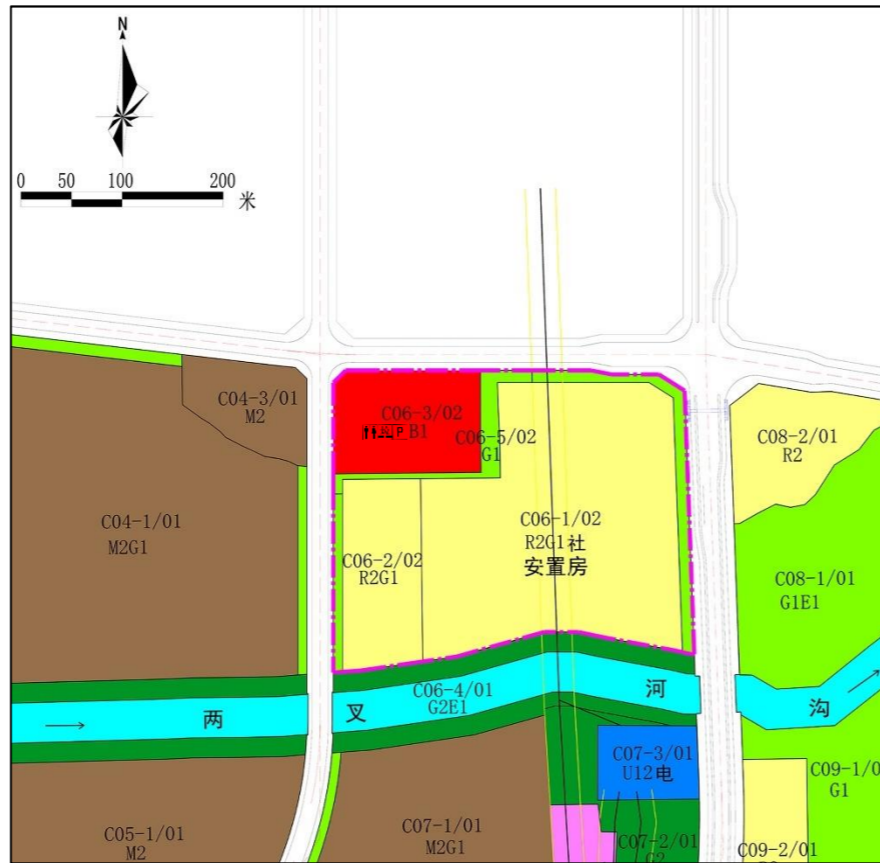 N
0 50 100 200
米
C04-3/01
M2
C06-3/02
P B1
C06-5/02
G1
C08-2/01
R2
C04-1/01
M2G1
C06-1/02
R2G1社
安置房
C06-2/02
R2G1
C08-1/01
G1E1
C06-4/01
G2E1
两 叉 河 沟
C07-3/01
U12电
C09-1/0
G1
C05-1/01
M2
C07-1/01
M2G1
C07-2/01
G2
C09-2/01